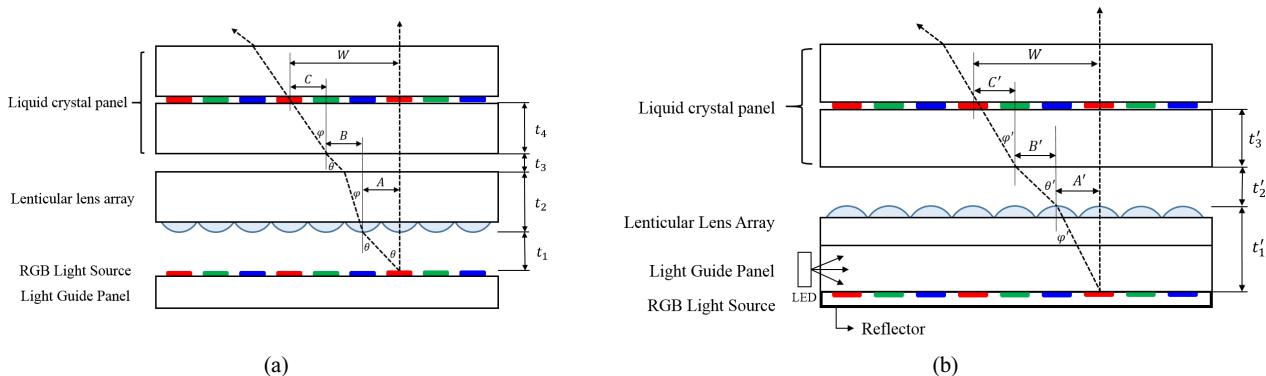 W
C
Liquid crystal panel
φ
B
t₄
θ
t₃
Lenticular lens array
φ
A
t₂
θ
θ
t₁
RGB Light Source
Light Guide Panel
(a)
W
C′
Liquid crystal panel
φ′
B′
t′₃
θ′
A′
t′₂
Lenticular Lens Array
φ′
t′₁
Light Guide Panel
LED
RGB Light Source
Reflector
(b)